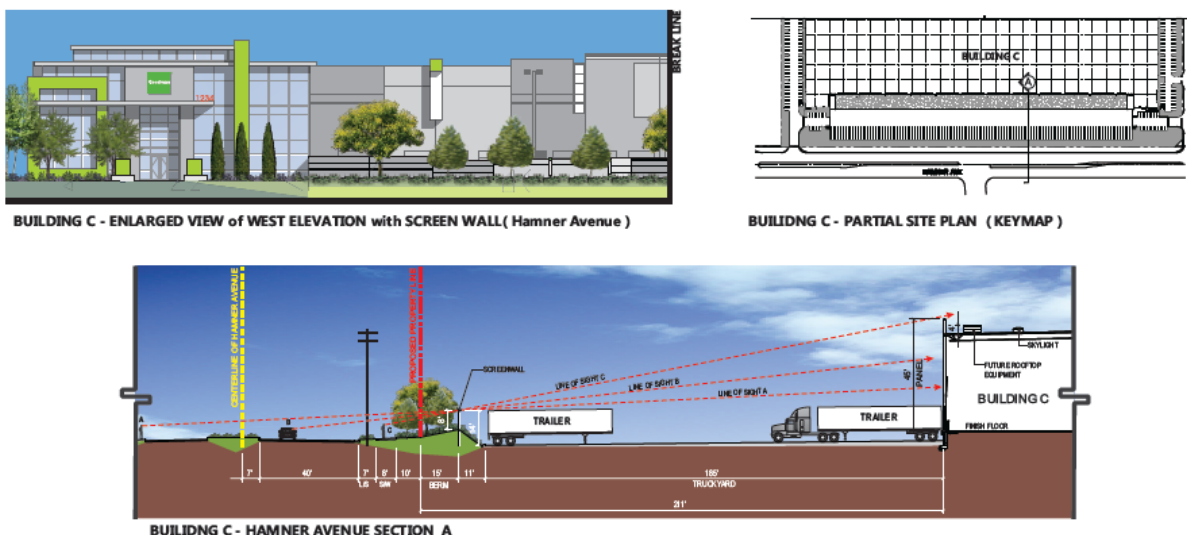 1234
BREAK LINE
BUILDING C - ENLARGED VIEW of WEST ELEVATION with SCREEN WALL( Hamner Avenue )
BUILDING C
A
BUILIDNG C - PARTIAL SITE PLAN ( KEYMAP )
CENTERLINE OF HAMNER AVENUE
PROPOSED PROPERTY LINE
SCREENWALL
LINE OF SIGHT C
LINE OF SIGHT B
LINE OF SIGHT A
45'
PANEL
SKYLIGHT
FUTURE ROOFTOP
EQUIPMENT
BUILDING C
FINISH FLOOR
A
B
C
8'
TRAILER
TRAILER
7'
40'
7'
6'
10'
15'
11'
185'
L/S
S/W
BERM
TRUCKYARD
211'
BUILIDNG C - HAMNER AVENUE SECTION A